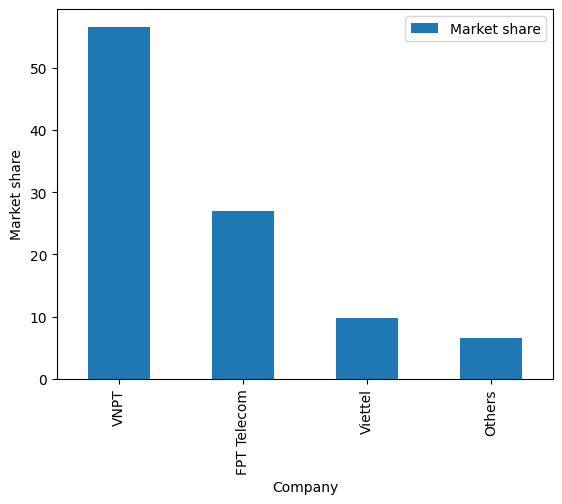 Market share
50
40
30
20
10
0
Market share
VNPT
FPT Telecom
Viettel
Others
Company